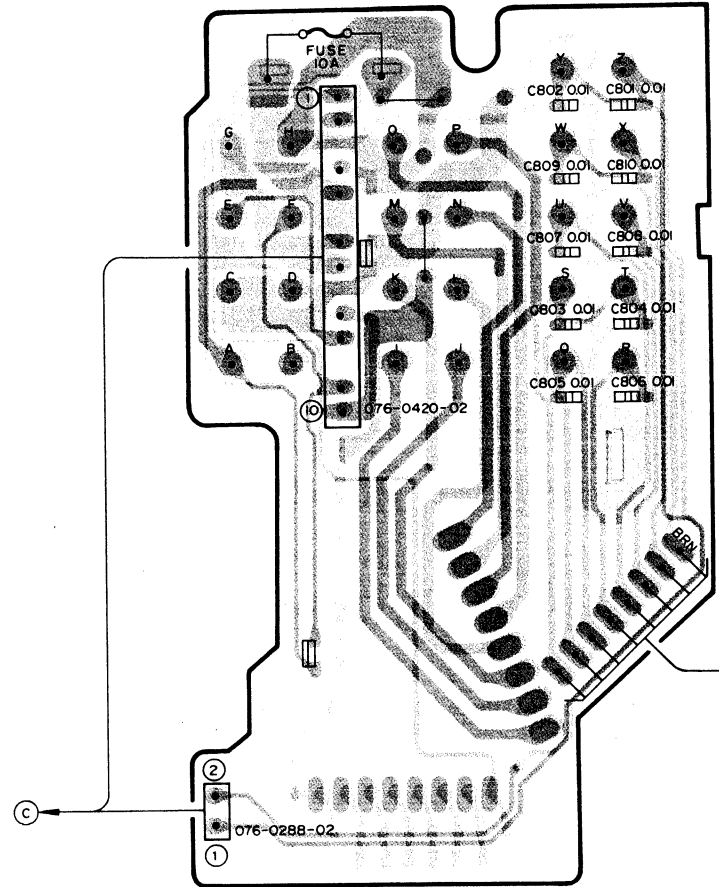 FUSE
10A
Y Z
C802 0.01 C801 0.01
1
G H O P W X
C809 0.01 C810 0.01
E F M N U V
C807 0.01 C808 0.01
C D K L S T
C803 0.01 C804 0.01
A B I J Q R
C805 0.01 C806 0.01
10 076-0420-02
BRN
2
C
076-0288-02
1